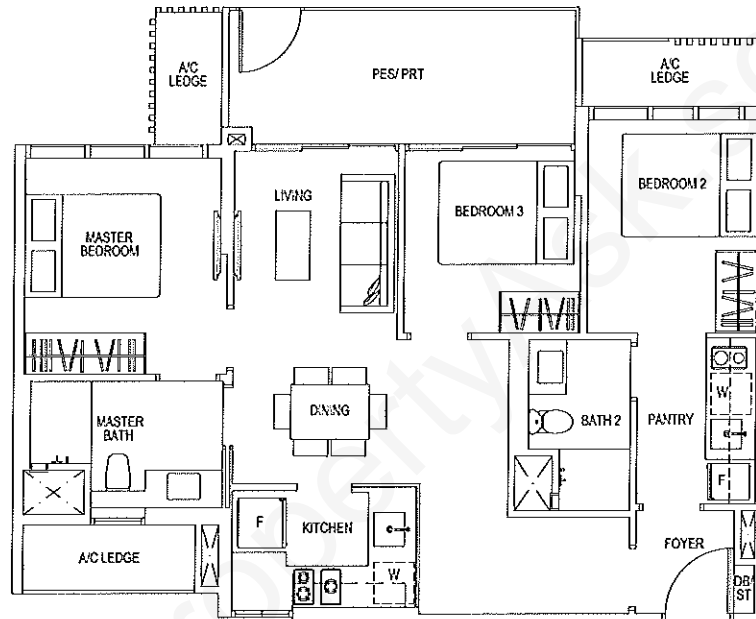 A/C
LEDGE
PES/ PRT
A/C
LEDGE
LIVING
BEDROOM 2
MASTER
BEDROOM
BEDROOM 3
DINING
W
MASTER
BATH
BATH 2
PANTRY
F
F
KITCHEN
A/C LEDGE
FOYER
W
DB/
ST